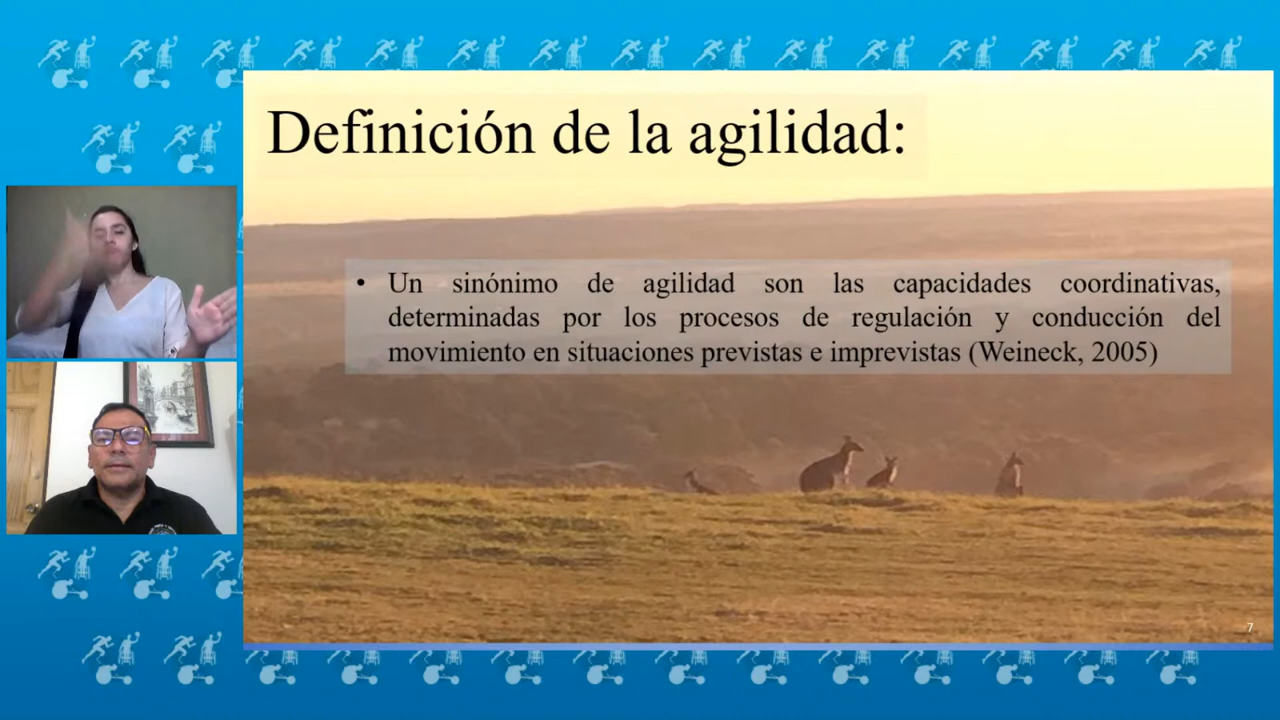 Definición de la agilidad:
• Un sinónimo de agilidad son las capacidades coordinativas,
determinadas por los procesos de regulación y conducción del
movimiento en situaciones previstas e imprevistas (Weineck, 2005)
7